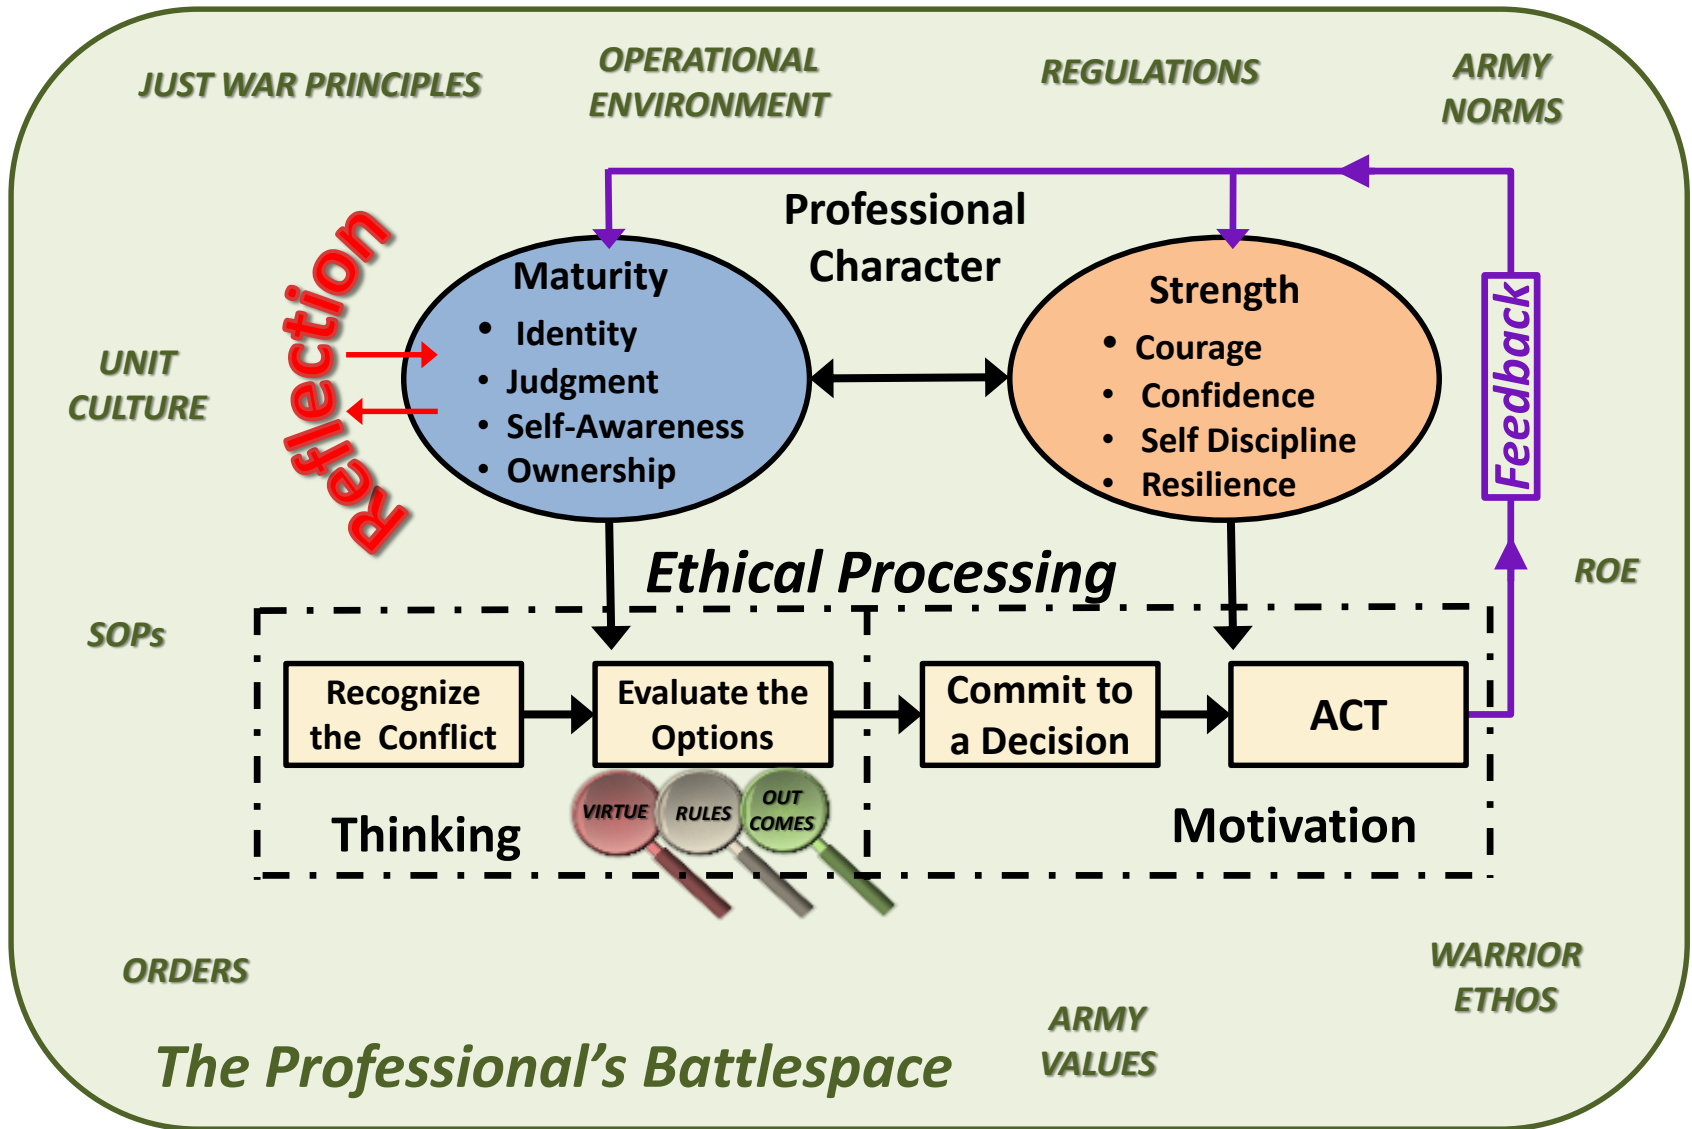 JUST WAR PRINCIPLES
OPERATIONAL
ENVIRONMENT
REGULATIONS
ARMY
NORMS
Professional
Character
Reflection
Maturity
• Identity
• Judgment
• Self-Awareness
• Ownership
Strength
• Courage
• Confidence
• Self Discipline
• Resilience
Feedback
UNIT
CULTURE
Ethical Processing
ROE
SOPs
Recognize
the Conflict
Evaluate the
Options
Commit to
a Decision
ACT
VIRTUE
RULES
OUT
COMES
Thinking
Motivation
ORDERS
WARRIOR
ETHOS
ARMY
VALUES
The Professional's Battlespace